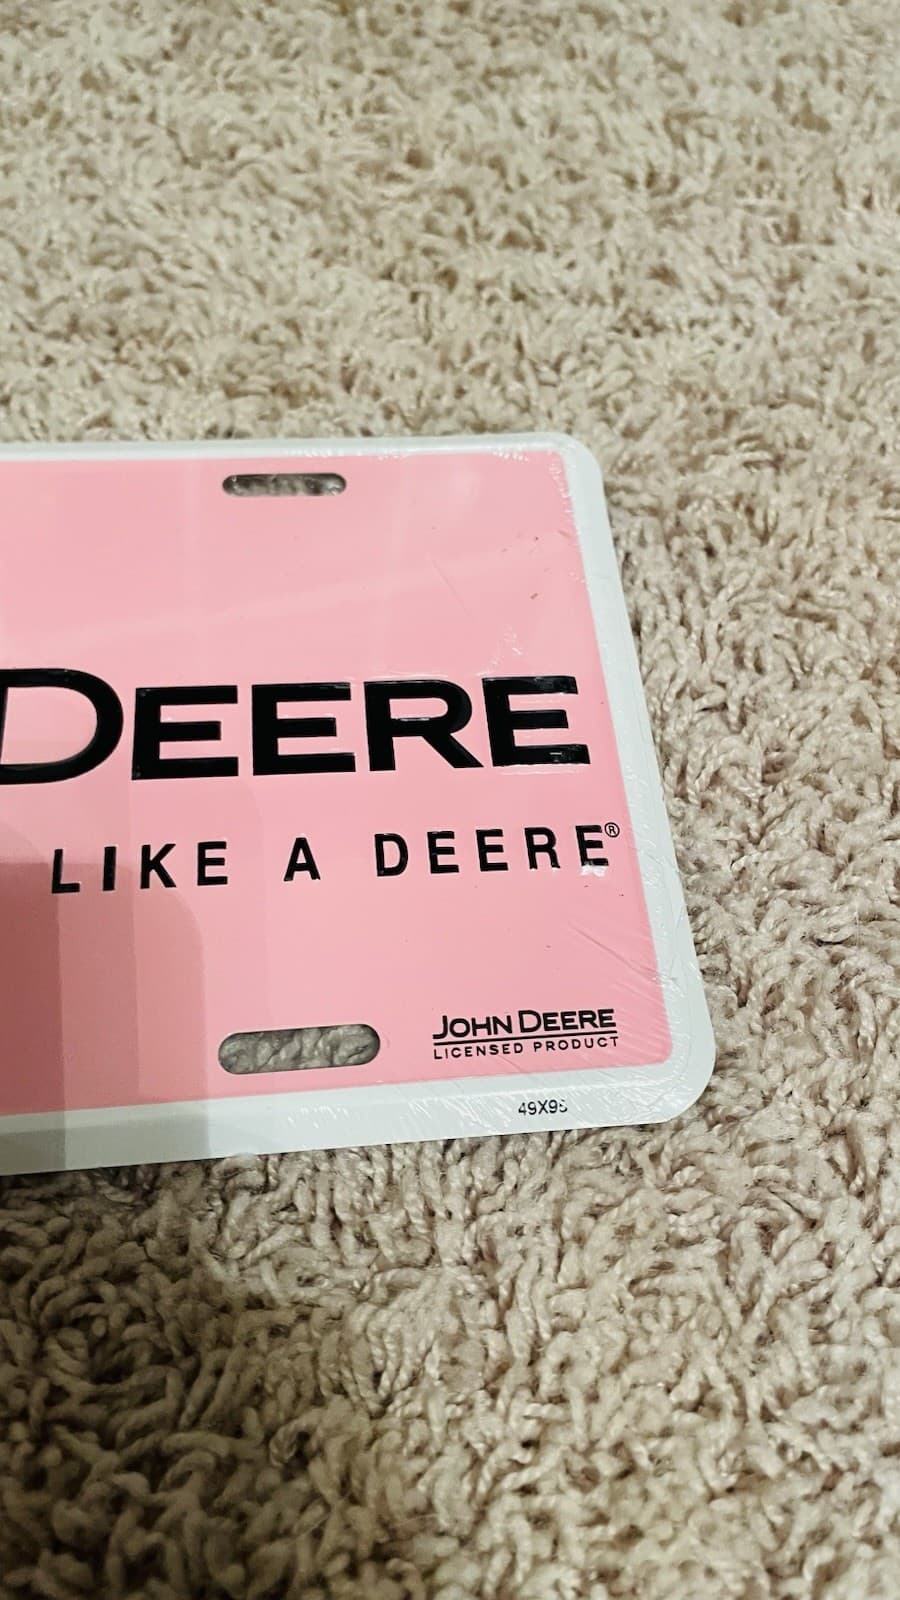 DEERE
LIKE A DEERE®
JOHN DEERE
LICENSED PRODUCT